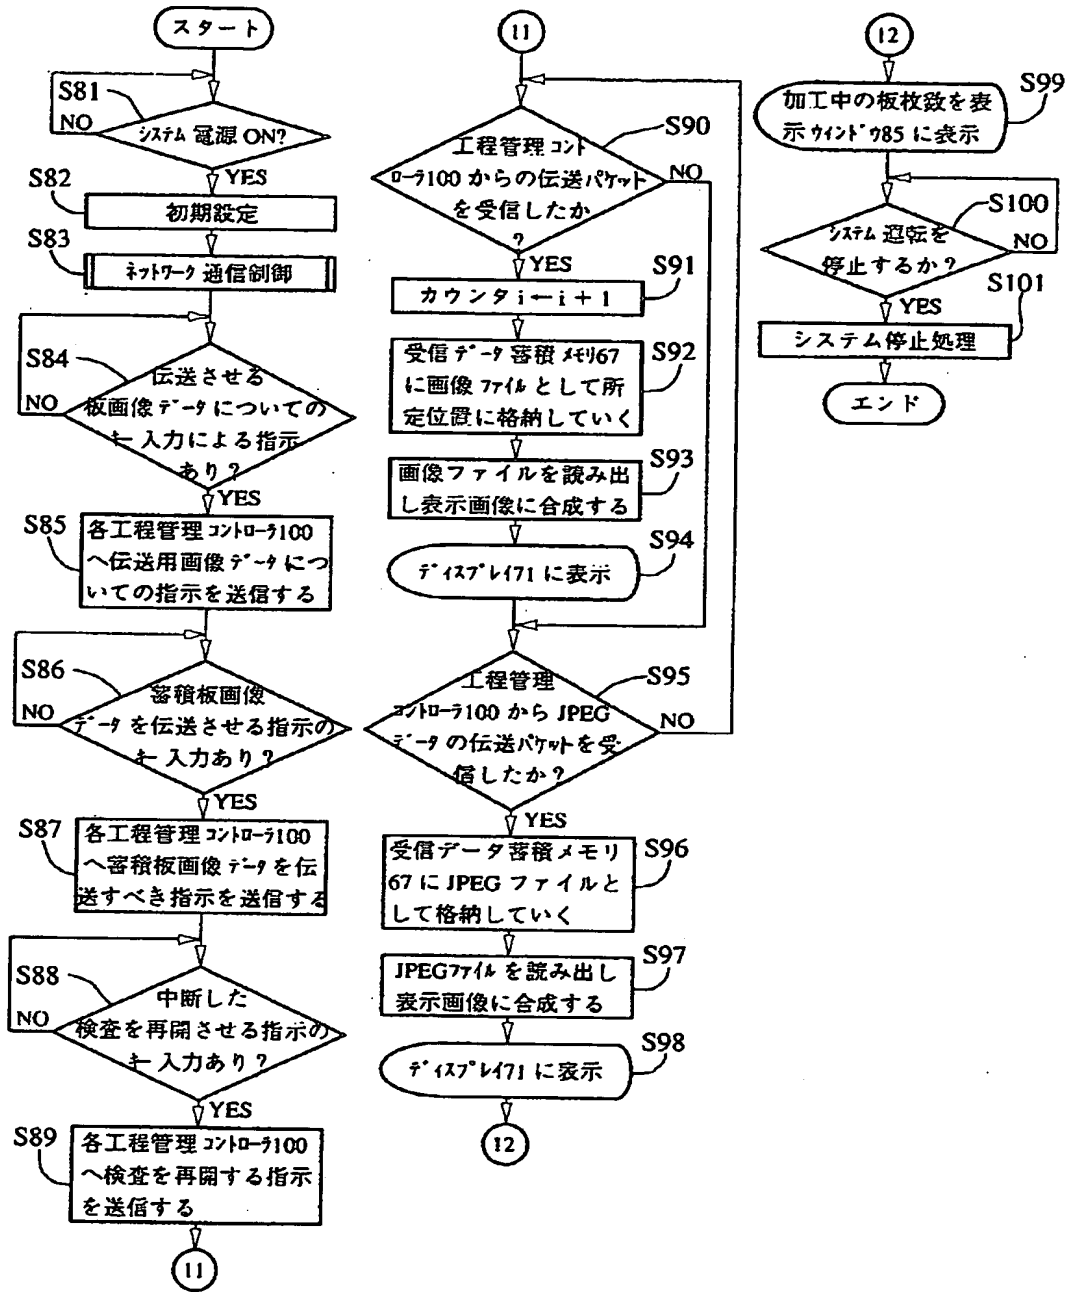 スタート
S81
システム 電源 ON?
NO
YES
S82
初期設定
S83
ネットワーク 通信制御
S84
伝送させる
板画像データについての
キー入力による指示
あり?
NO
YES
S85
各工程管理コントローラ100
へ伝送用画像データにつ
いての指示を送信する
S86
蓄積板画像
データを伝送させる指示の
キー入力あり?
NO
YES
S87
各工程管理コントローラ100
へ蓄積板画像データを伝
送すべき指示を送信する
S88
中断した
検査を再開させる指示の
キー入力あり?
NO
YES
S89
各工程管理コントローラ100
へ検査を再開する指示
を送信する
11
11
S90
工程管理コント
ローラ100からの伝送パケット
を受信したか
?
NO
YES
S91
カウンタi←i+1
S92
受信データ蓄積メモリ67
に画像ファイルとして所
定位置に格納していく
S93
画像ファイルを読み出
し表示画像に合成する
S94
ディスプレイ71に表示
S95
工程管理
コントローラ100からJPEG
データの伝送パケットを受
信したか?
NO
YES
S96
受信データ蓄積メモリ
67にJPEGファイルと
して格納していく
S97
JPEGファイルを読み出し
表示画像に合成する
S98
ディスプレイ71に表示
12
12
S99
加工中の板枚数を表
示ウィンドウ85に表示
S100
システム 運転を
停止するか?
NO
YES
S101
システム停止処理
エンド